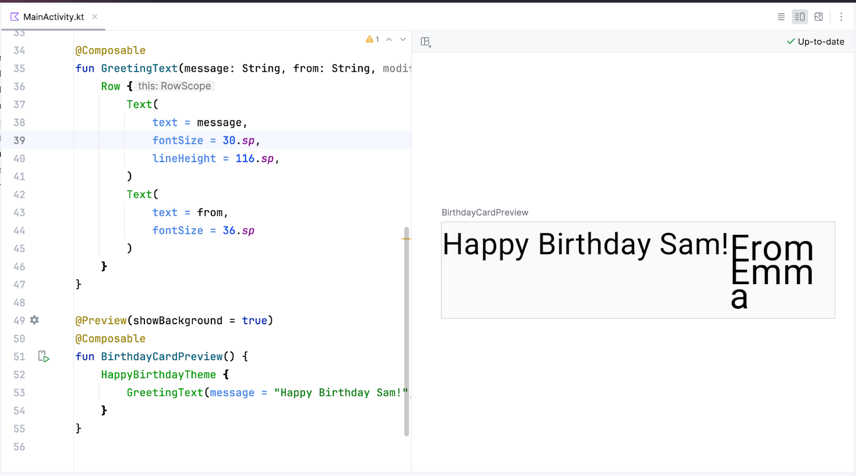 MainActivity.kt
Up-to-date
1
33
34 @Composable
35 fun GreetingText(message: String, from: String, modif
36 Row { this: RowScope
37 Text(
38 text = message,
39 fontSize = 30.sp,
40 lineHeight = 116.sp,
41 )
42 Text(
43 text = from,
44 fontSize = 36.sp
45 )
46 }
47 }
48
49 @Preview(showBackground = true)
50 @Composable
51 fun BirthdayCardPreview() {
52 HappyBirthdayTheme {
53 GreetingText(message = "Happy Birthday Sam!",
54 }
55 }
56
BirthdayCardPreview
Happy Birthday Sam!
From
Emm
a